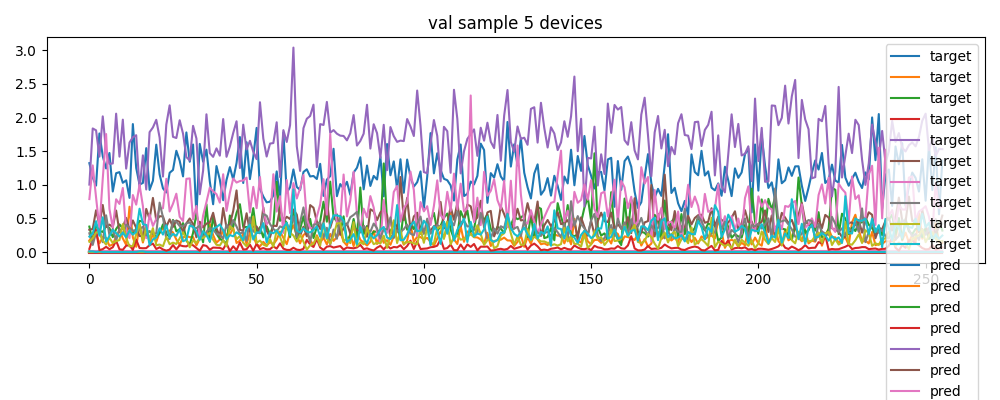 val sample 5 devices
3.0
2.5
2.0
1.5
1.0
0.5
0.0
0
50
100
150
200
250
target
target
target
target
target
target
target
target
target
target
pred
pred
pred
pred
pred
pred
pred